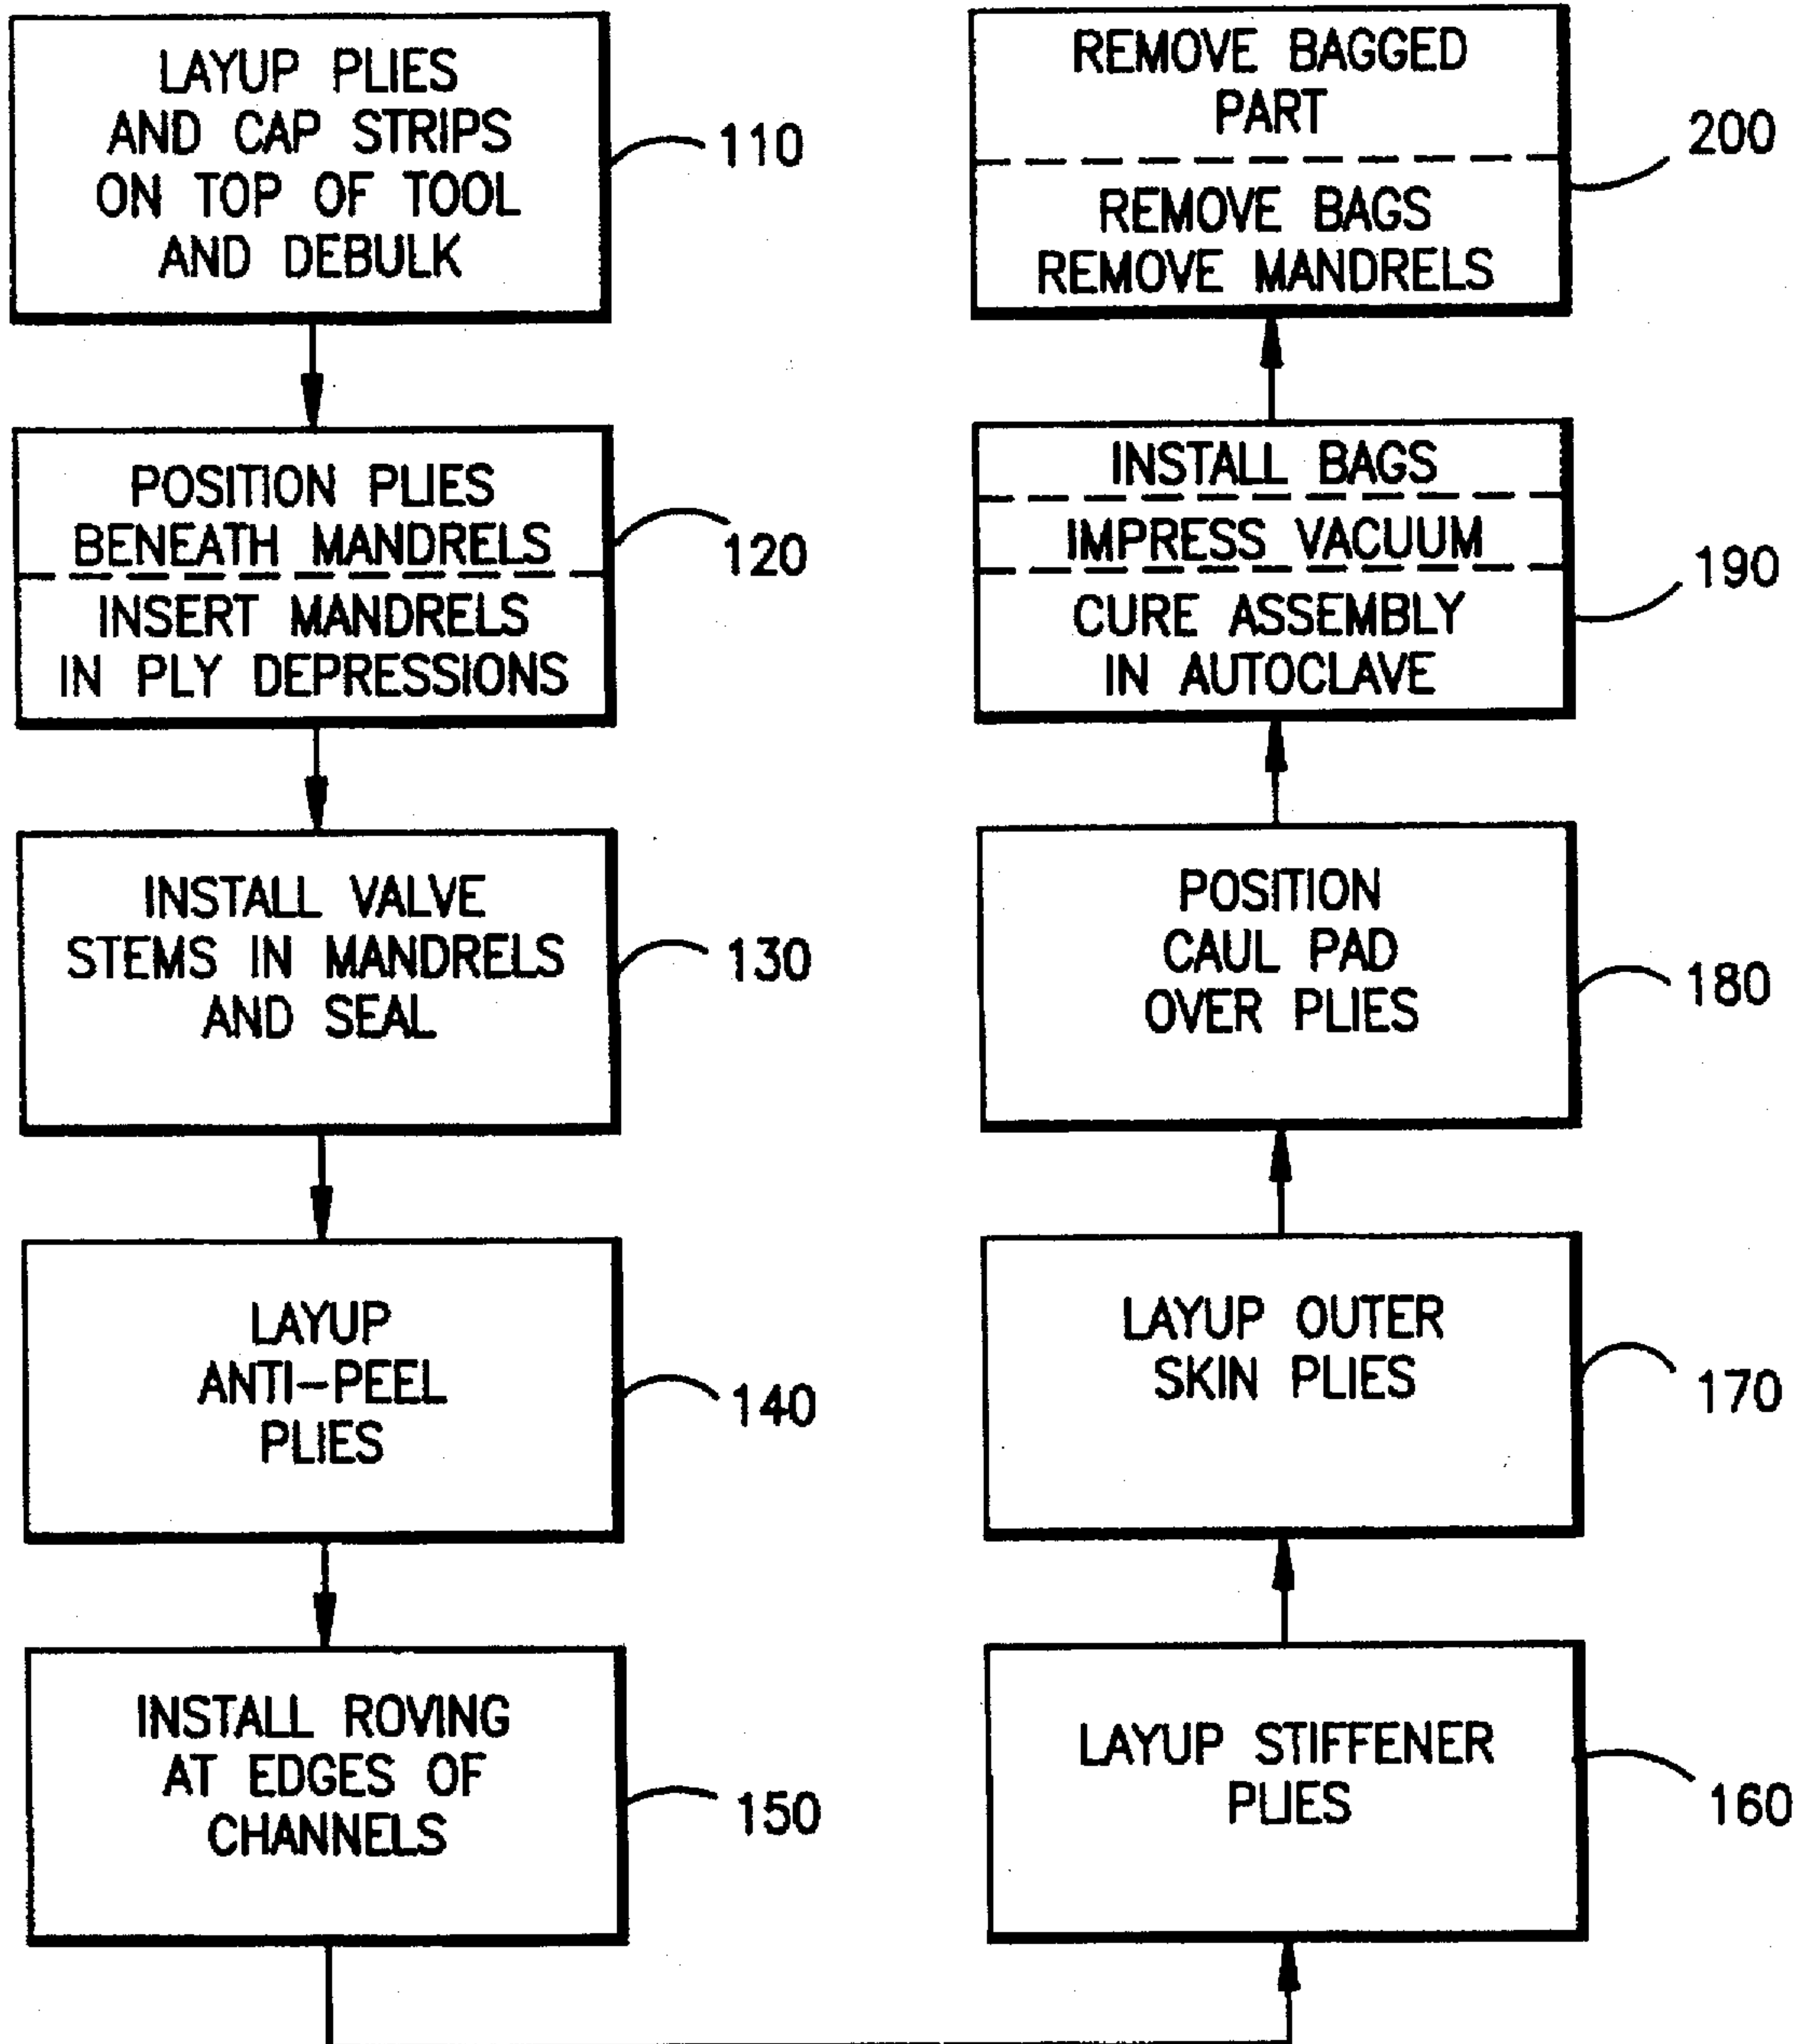 LAYUP PLIES
AND CAP STRIPS
ON TOP OF TOOL
AND DEBULK
110
POSITION PLIES
BENEATH MANDRELS
INSERT MANDRELS
IN PLY DEPRESSIONS
120
INSTALL VALVE
STEMS IN MANDRELS
AND SEAL
130
LAYUP
ANTI-PEEL
PLIES
140
INSTALL ROVING
AT EDGES OF
CHANNELS
150
LAYUP STIFFENER
PLIES
160
LAYUP OUTER
SKIN PLIES
170
POSITION
CAUL PAD
OVER PLIES
180
INSTALL BAGS
IMPRESS VACUUM
CURE ASSEMBLY
IN AUTOCLAVE
190
REMOVE BAGGED
PART
REMOVE BAGS
REMOVE MANDRELS
200